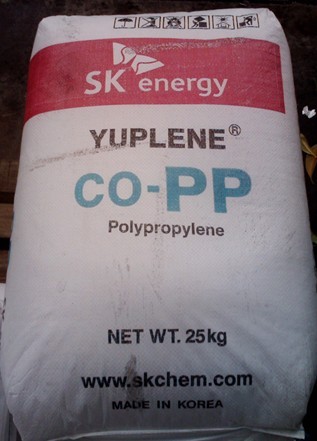 SK energy
YUPLENE®
CO-PP
Polypropylene
NET WT. 25kg
www.skchem.com
MADE IN KOREA